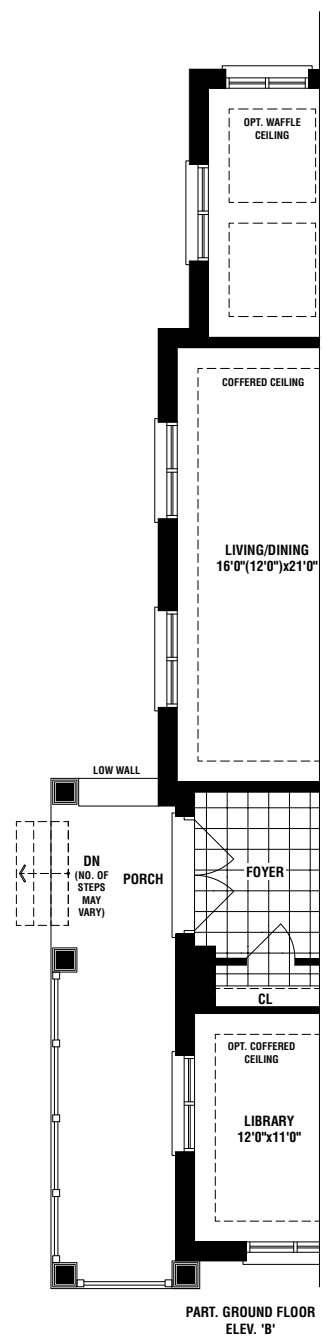 OPT. WAFFLE
CEILING
COFFERED CEILING
LIVING/DINING
16'0"(12'0")x21'0"
LOW WALL
DN
(NO. OF
STEPS
MAY
VARY)
PORCH
FOYER
CL
OPT. COFFERED
CEILING
LIBRARY
12'0"x11'0"
PART. GROUND FLOOR
ELEV. 'B'